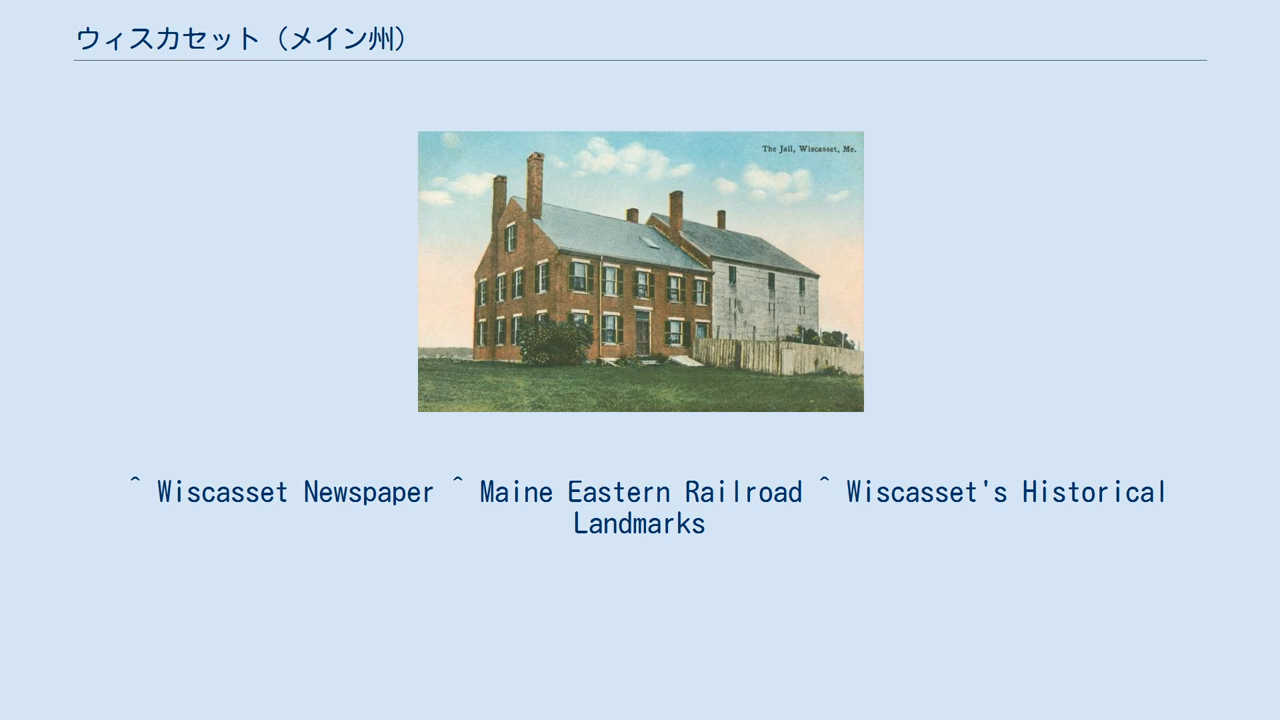 ウィスカセット（メイン州）
The Jail, Wiscasset, Me.
^ Wiscasset Newspaper ^ Maine Eastern Railroad ^ Wiscasset's Historical
Landmarks